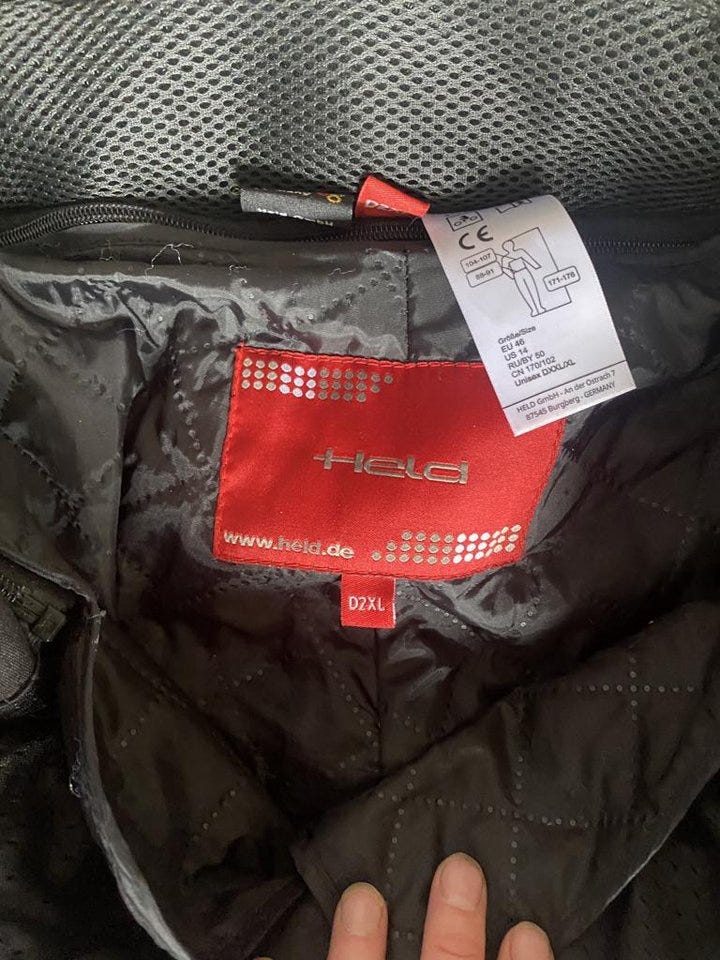 D2X
CE
104-107
88-91
171-176
Größe/Size
EU 46
US 14
RU/BY 50
CN 170/102
Unisex DXXL/XL
HELD GmbH - An der Ostrach 7
87545 Burgberg - GERMANY
Held
www.held.de
D2XL